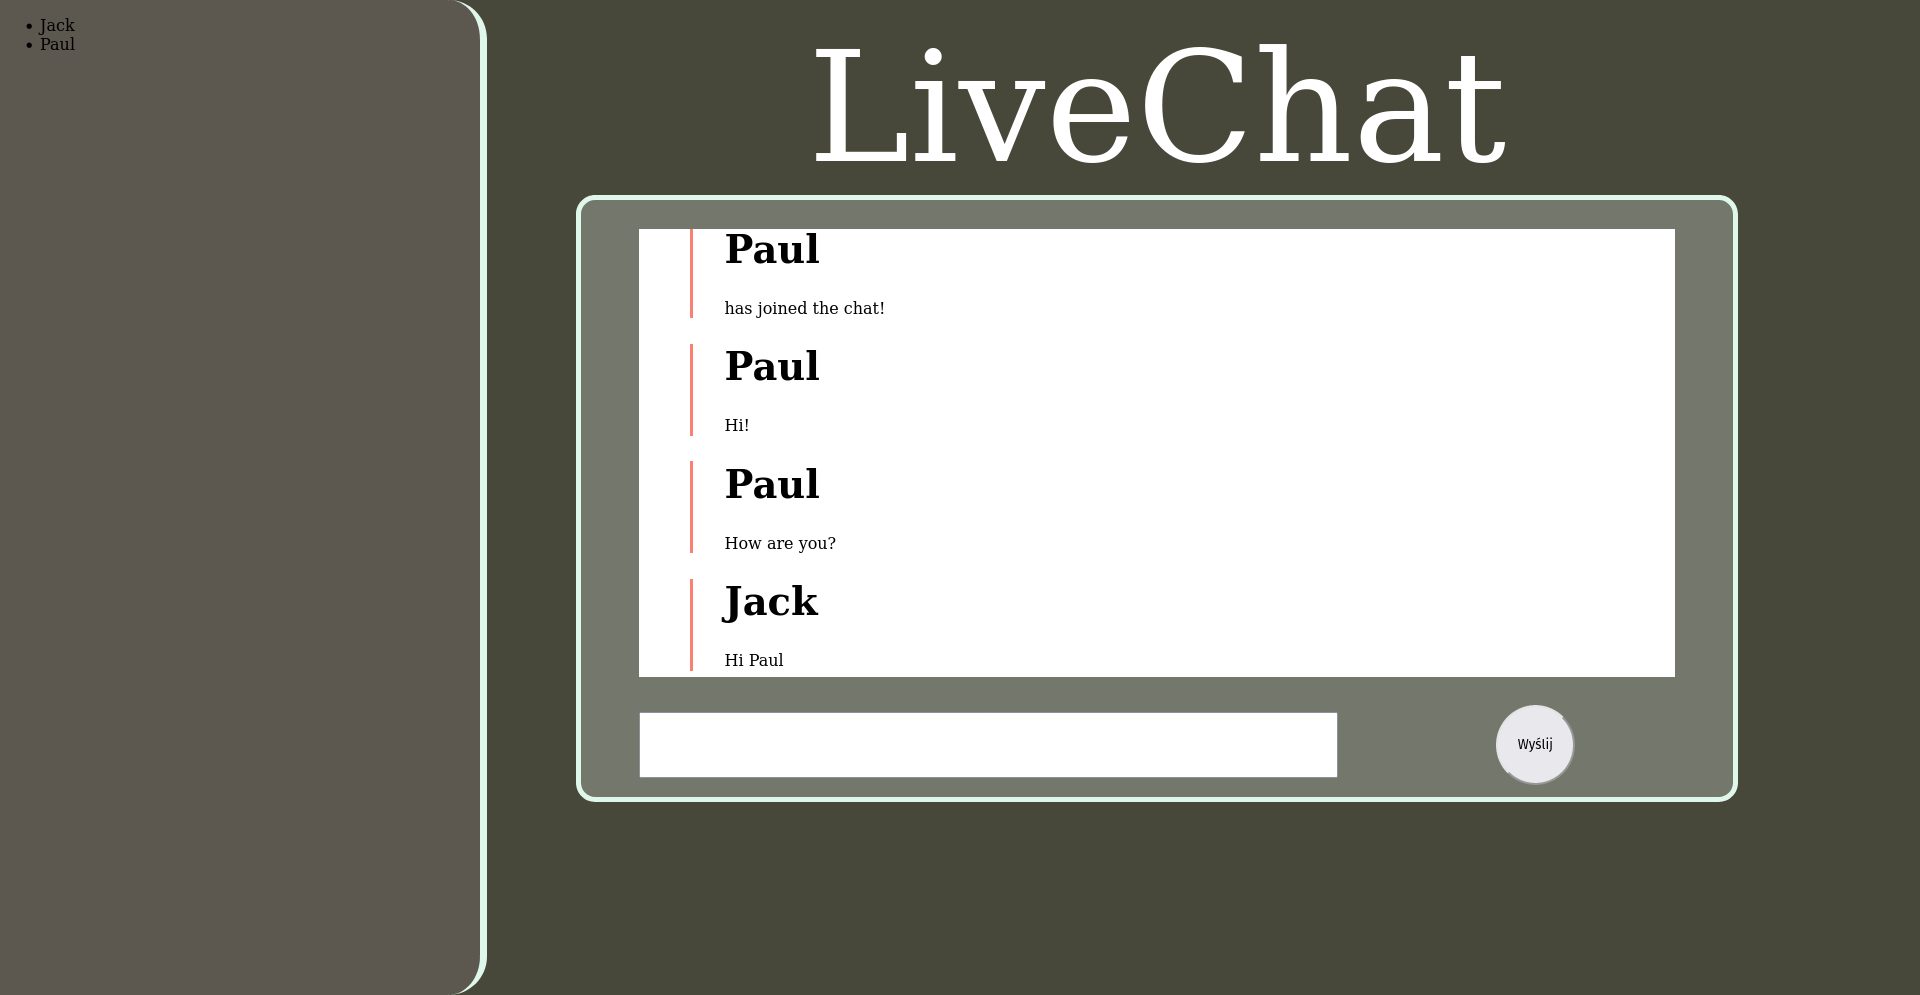 Jack
Paul
LiveChat
Paul
has joined the chat!
Paul
Hi!
Paul
How are you?
Jack
Hi Paul
Wyślij